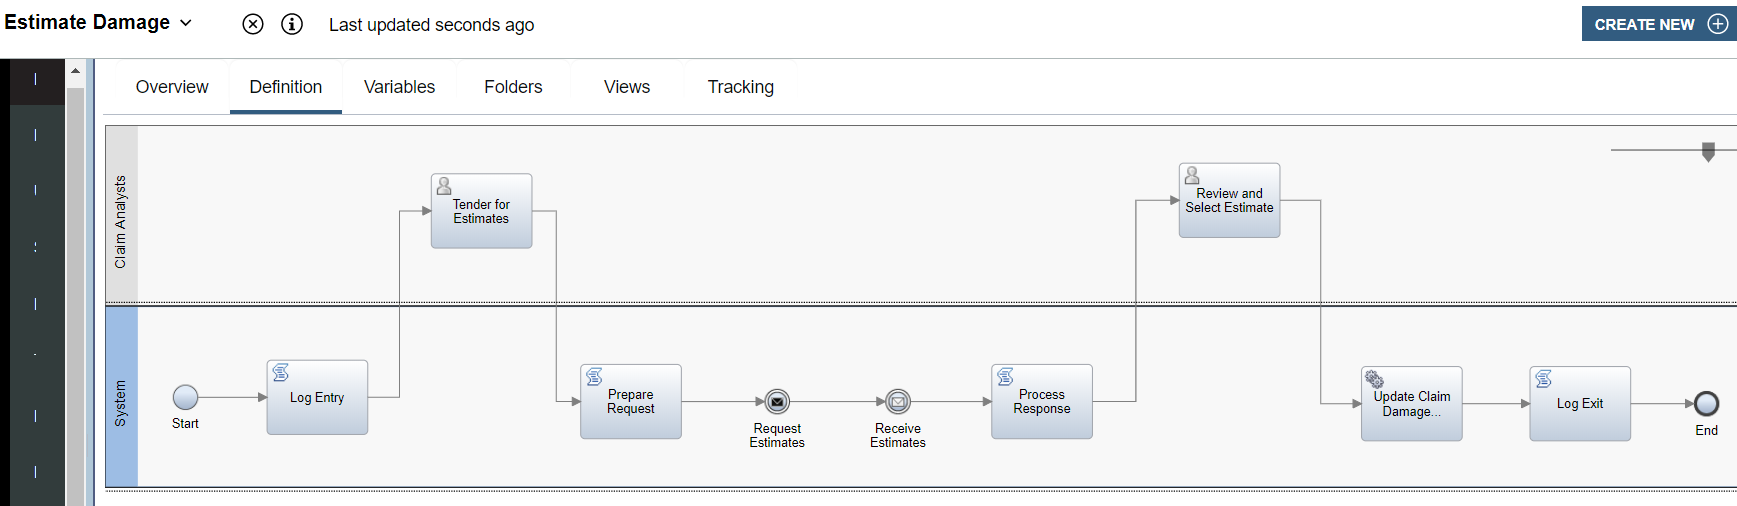 Estimate Damage
Last updated seconds ago
CREATE NEW
Overview
Definition
Variables
Folders
Views
Tracking
Claim Analysts
Tender for
Estimates
Review and
Select Estimate
System
Start
Log Entry
Prepare
Request
Request
Estimates
Receive
Estimates
Process
Response
Update Claim
Damage...
Log Exit
End